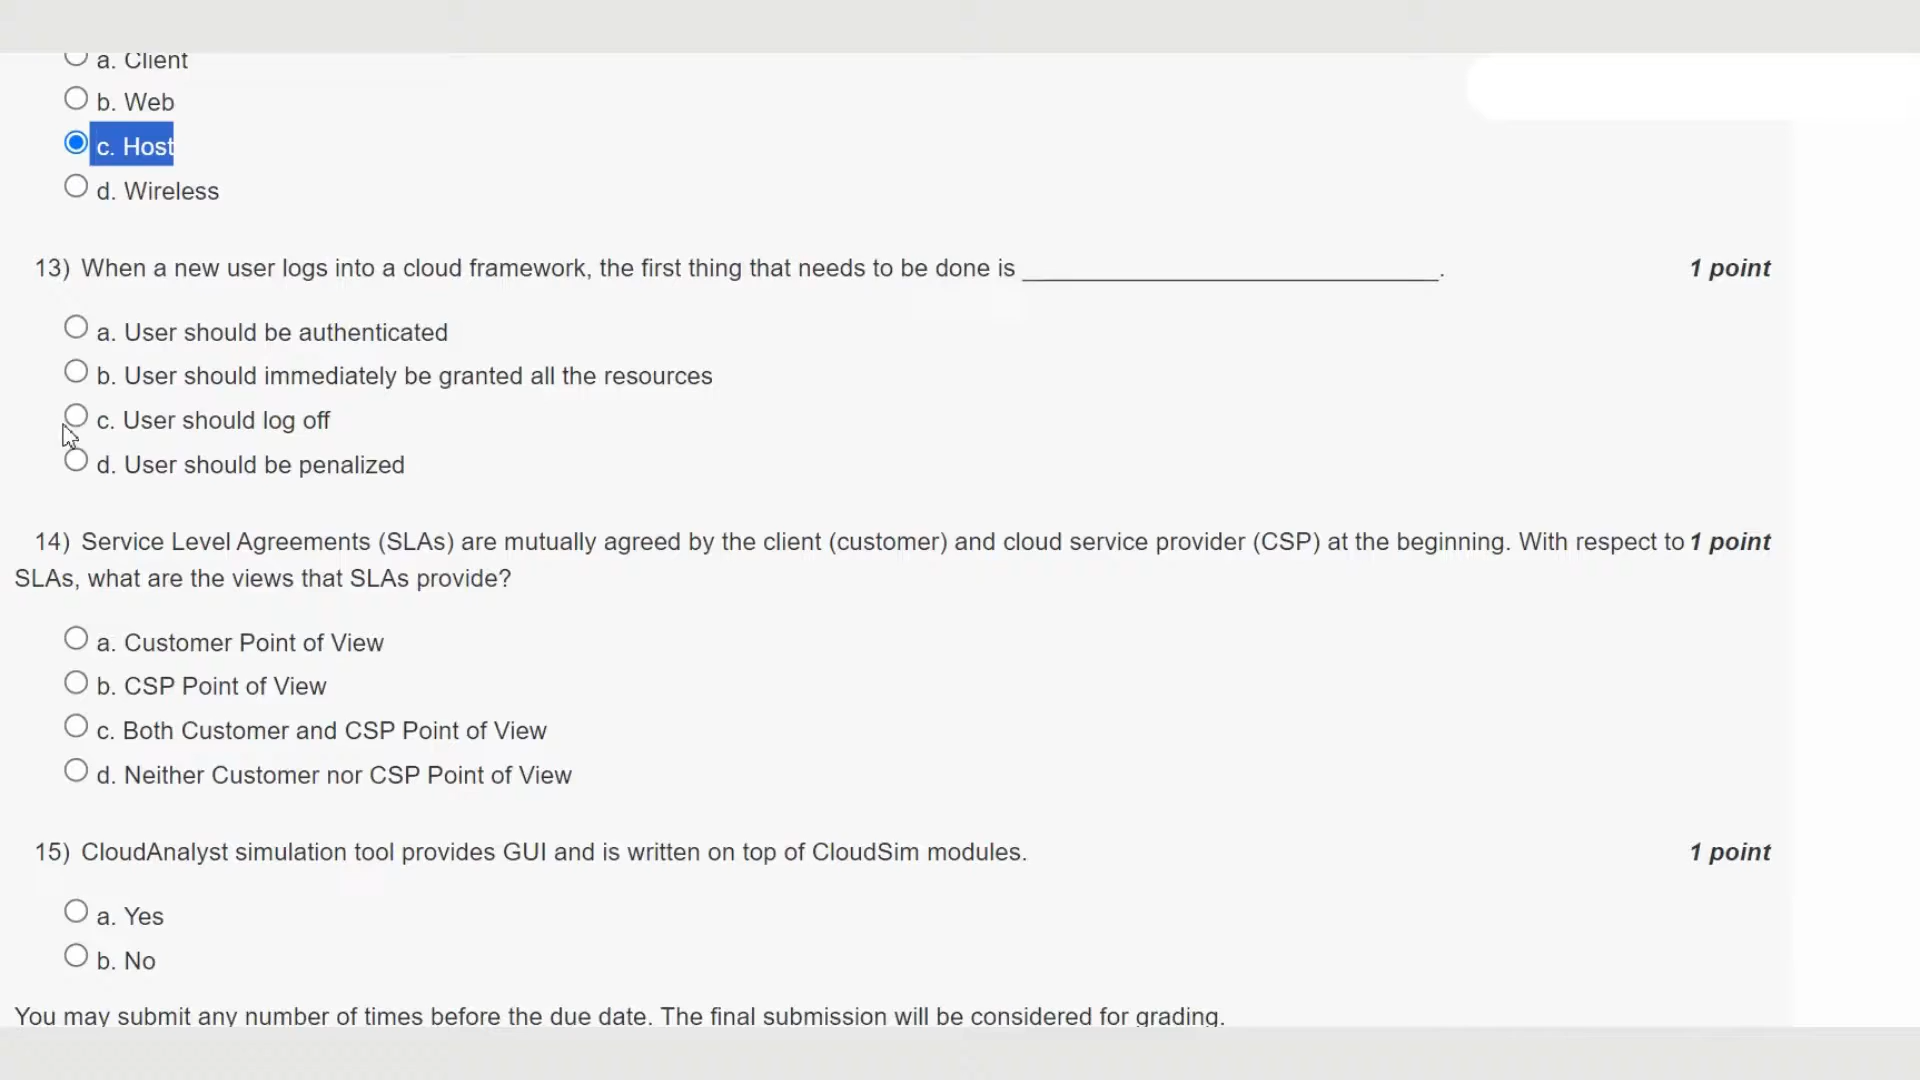 a. Client
b. Web
c. Host
d. Wireless
13) When a new user logs into a cloud framework, the first thing that needs to be done is _______________________________. 1 point
a. User should be authenticated
b. User should immediately be granted all the resources
c. User should log off
d. User should be penalized
14) Service Level Agreements (SLAs) are mutually agreed by the client (customer) and cloud service provider (CSP) at the beginning. With respect to 1 point
SLAs, what are the views that SLAs provide?
a. Customer Point of View
b. CSP Point of View
c. Both Customer and CSP Point of View
d. Neither Customer nor CSP Point of View
15) CloudAnalyst simulation tool provides GUI and is written on top of CloudSim modules. 1 point
a. Yes
b. No
You may submit any number of times before the due date. The final submission will be considered for grading.